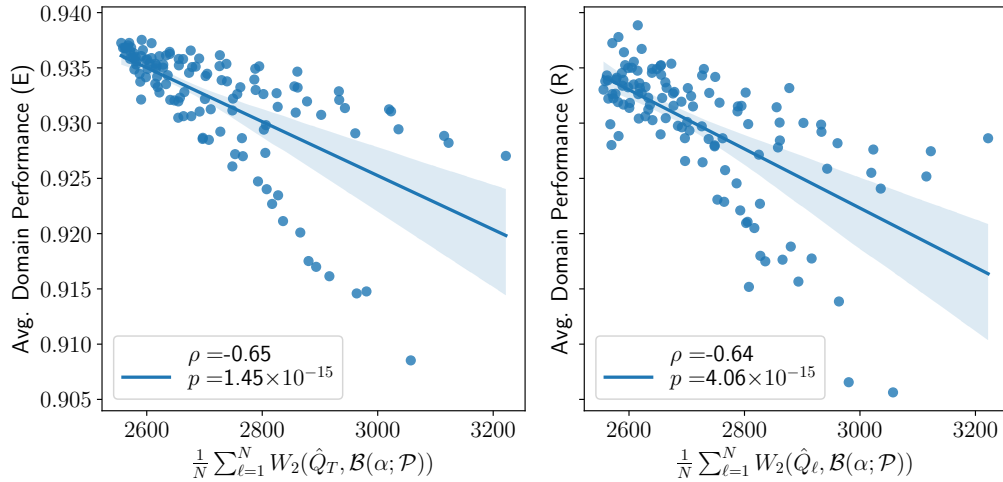 0.940
0.935
0.930
0.925
0.920
0.915
0.910
0.905
Avg. Domain Performance (E)
ρ =-0.65
p =1.45×10⁻¹⁵
2600 2800 3000 3200
1/N ∑_{ℓ=1}^{N} W₂(Q̂_T, ℬ(α; 𝒫))
Avg. Domain Performance (R)
ρ =-0.64
p =4.06×10⁻¹⁵
2600 2800 3000 3200
1/N ∑_{ℓ=1}^{N} W₂(Q̂_ℓ, ℬ(α; 𝒫))